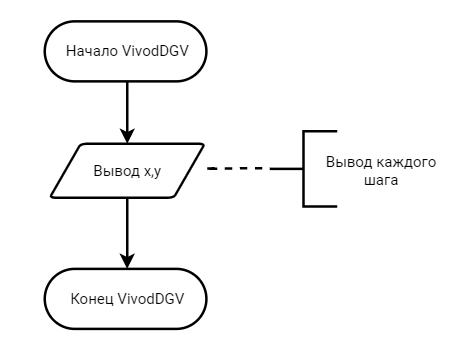 Начало VivodDGV
Вывод x,y
Вывод каждого
шага
Конец VivodDGV